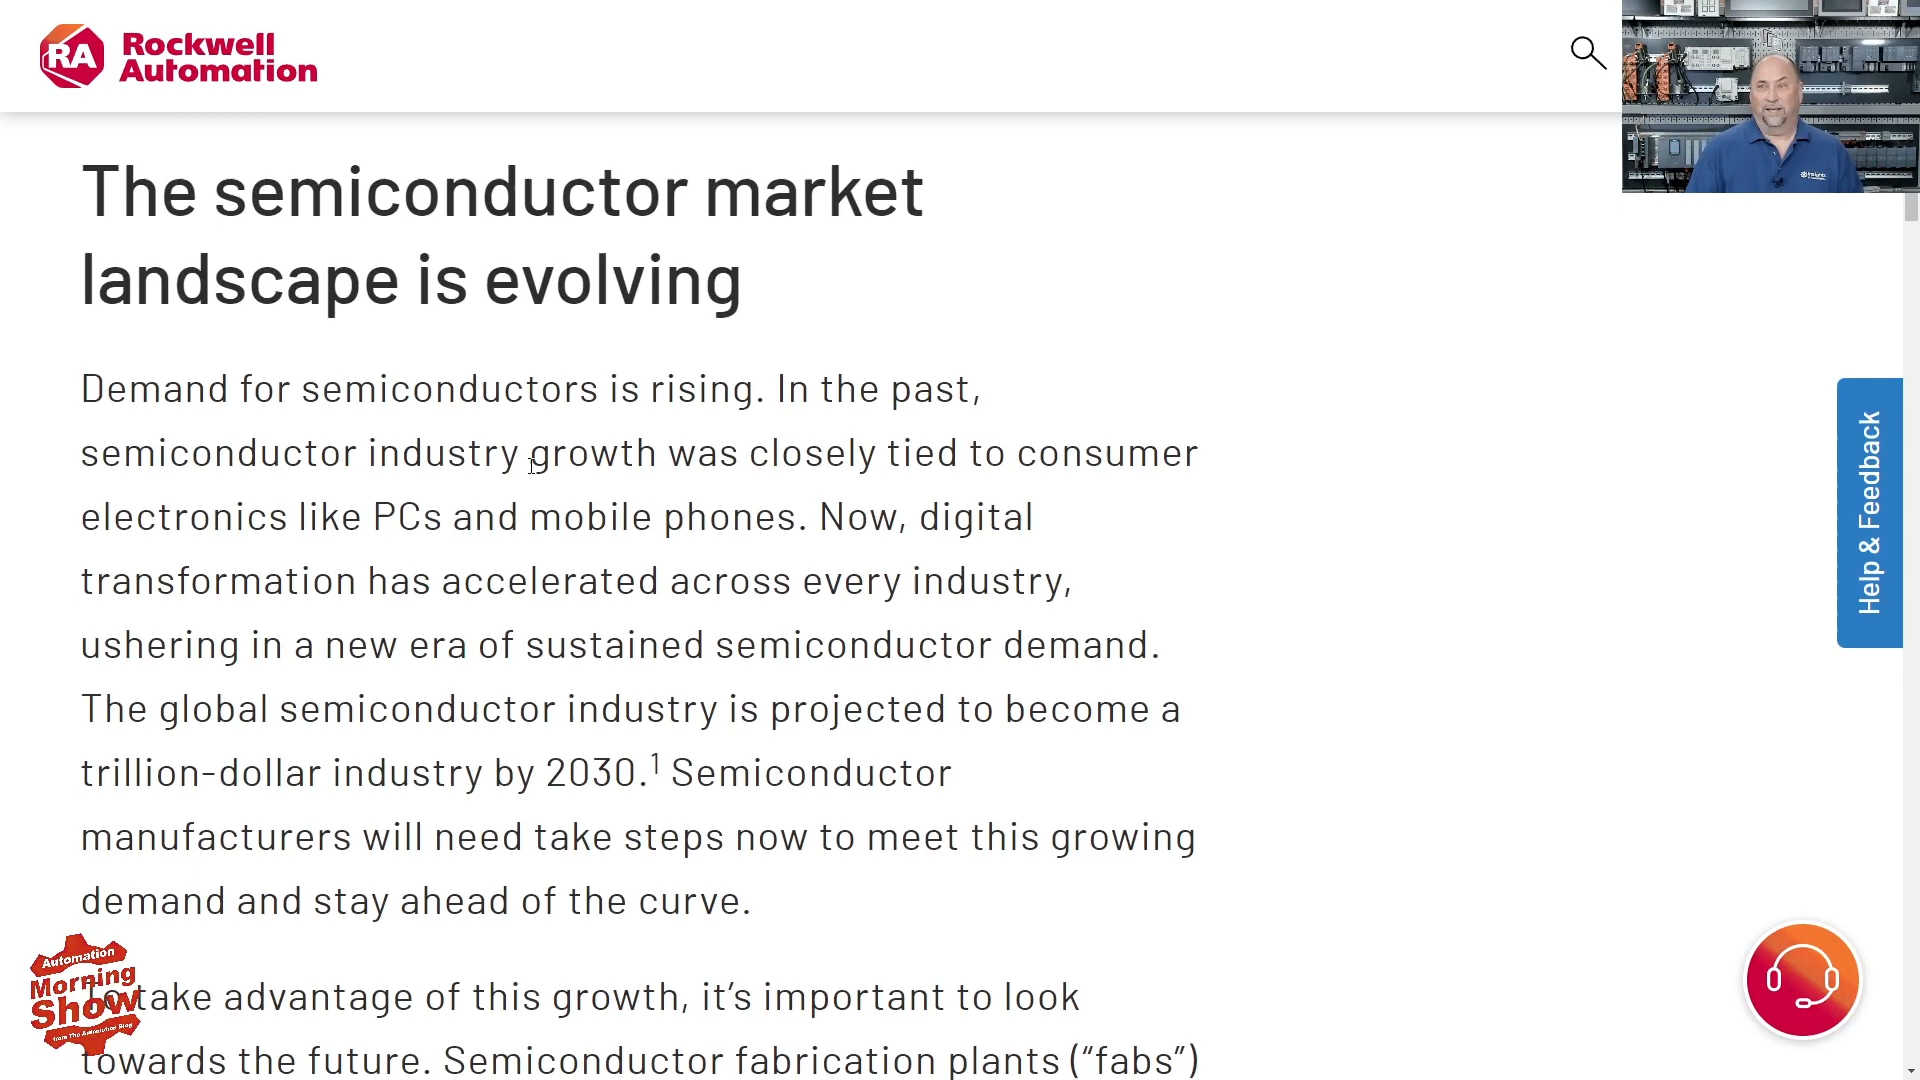 RA Rockwell
Automation
The semiconductor market
landscape is evolving
Demand for semiconductors is rising. In the past,
semiconductor industry growth was closely tied to consumer
electronics like PCs and mobile phones. Now, digital
transformation has accelerated across every industry,
ushering in a new era of sustained semiconductor demand.
The global semiconductor industry is projected to become a
trillion-dollar industry by 2030.¹ Semiconductor
manufacturers will need take steps now to meet this growing
demand and stay ahead of the curve.
take advantage of this growth, it’s important to look
towards the future. Semiconductor fabrication plants (“fabs”)
Help & Feedback
Automation
Morning
Show
from The Automation Blog